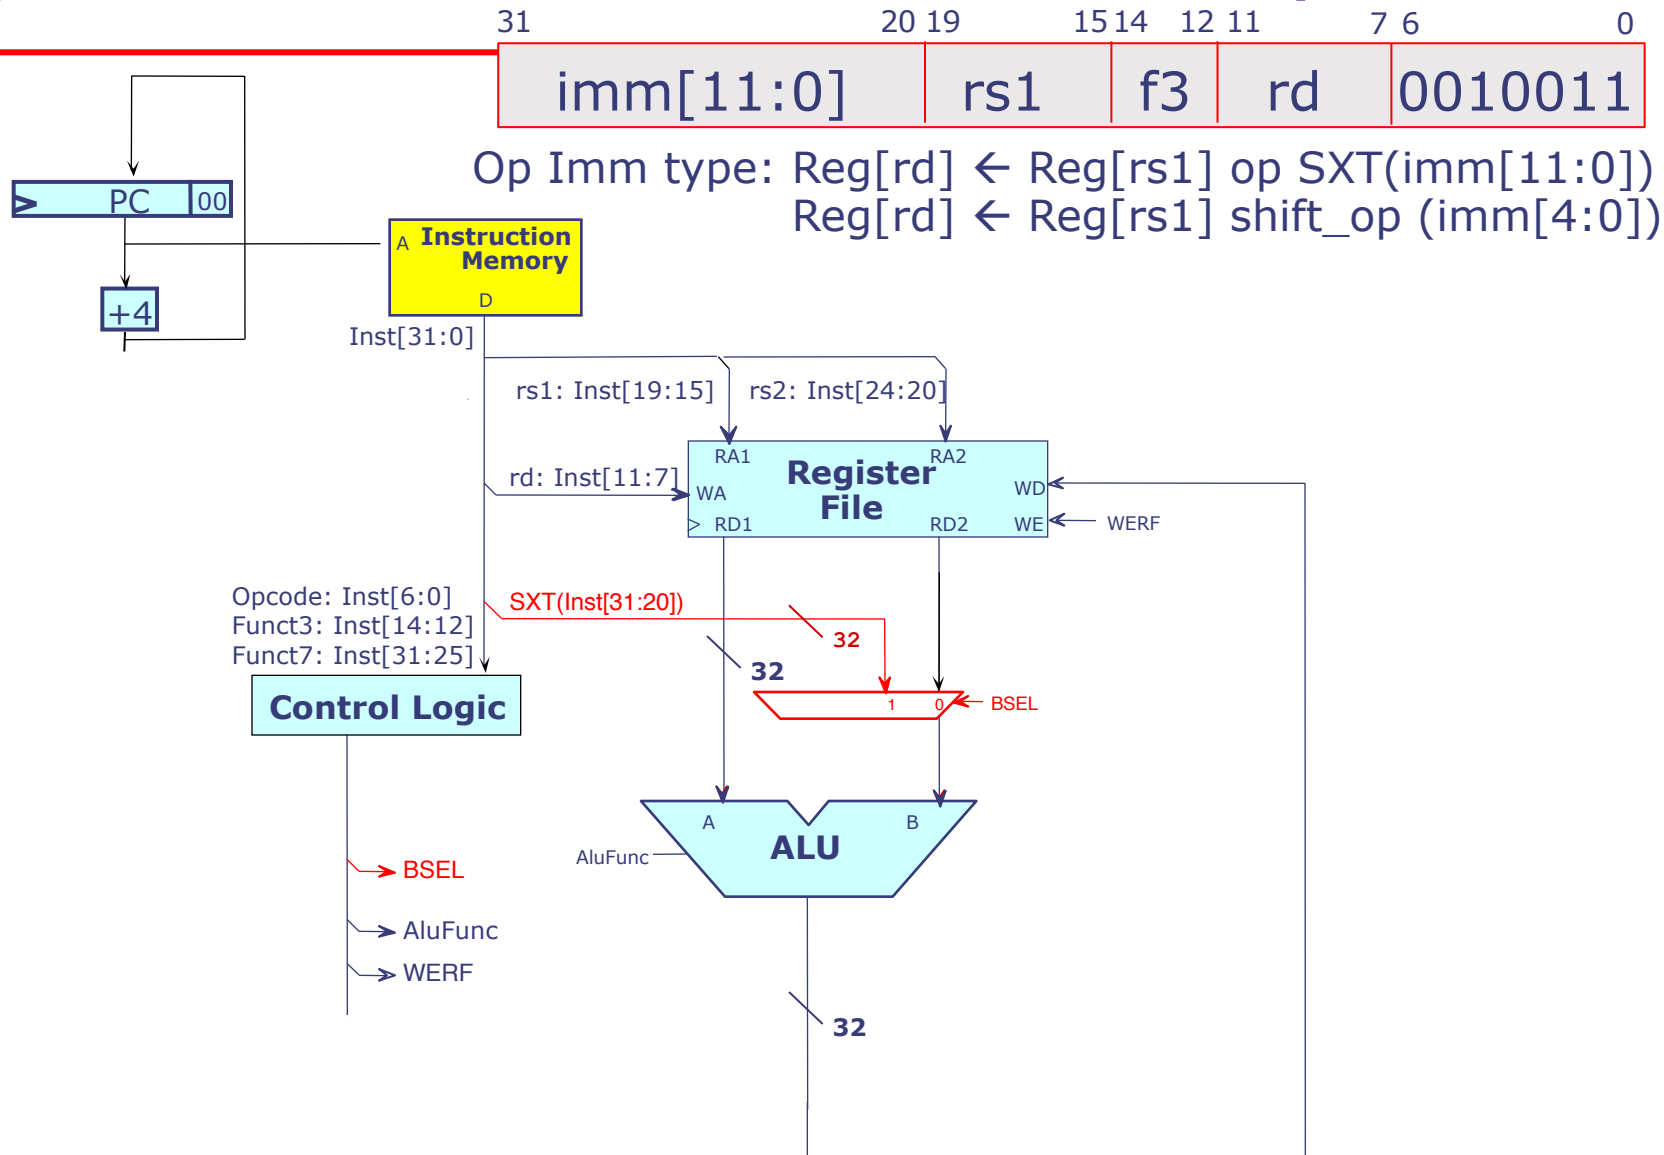 31 20 19 15 14 12 11 7 6 0
imm[11:0] rs1 f3 rd 0010011
Op Imm type: Reg[rd] ← Reg[rs1] op SXT(imm[11:0])
Reg[rd] ← Reg[rs1] shift_op (imm[4:0])
PC 00
+4
A Instruction
Memory
D
Inst[31:0]
rs1: Inst[19:15] rs2: Inst[24:20]
RA1 RA2
Register
File
rd: Inst[11:7]
WA WD
RD1 RD2 WE WERF
Opcode: Inst[6:0]
Funct3: Inst[14:12]
Funct7: Inst[31:25]
SXT(Inst[31:20])
32
32
Control Logic
1 0 BSEL
A B
ALU
AluFunc
BSEL
AluFunc
WERF
32